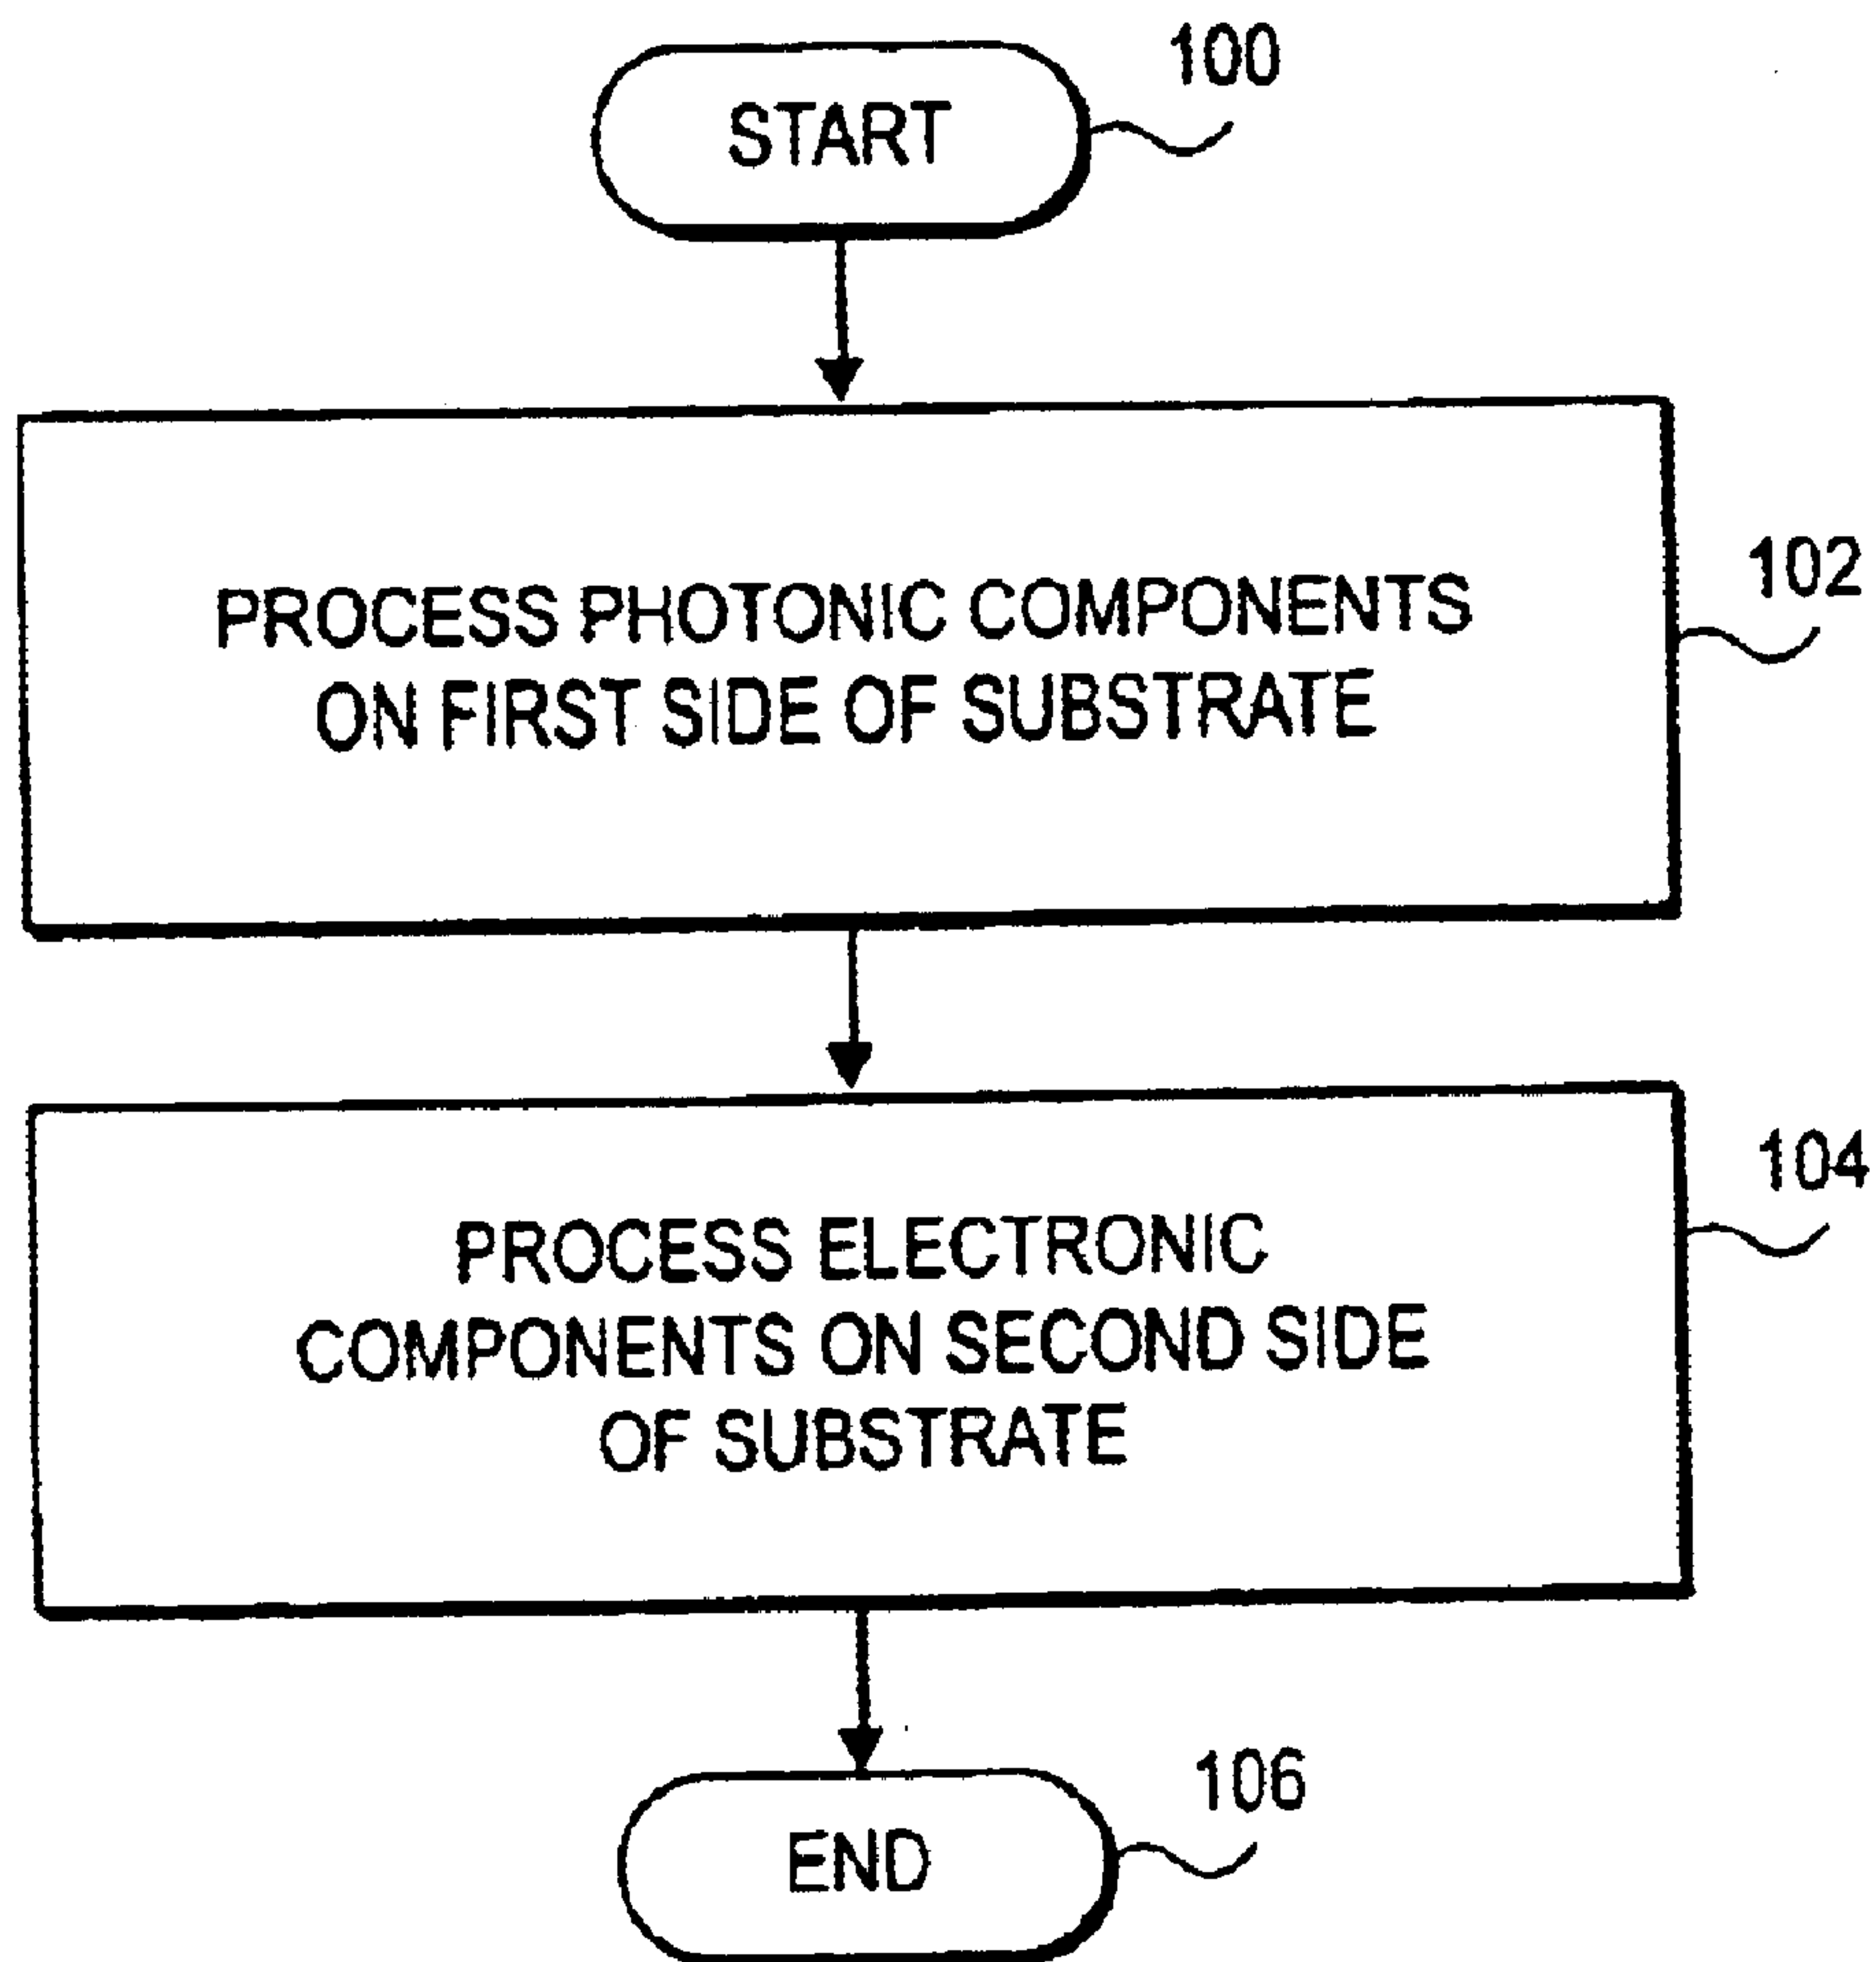 100
START
102
PROCESS PHOTONIC COMPONENTS
ON FIRST SIDE OF SUBSTRATE
104
PROCESS ELECTRONIC
COMPONENTS ON SECOND SIDE
OF SUBSTRATE
106
END